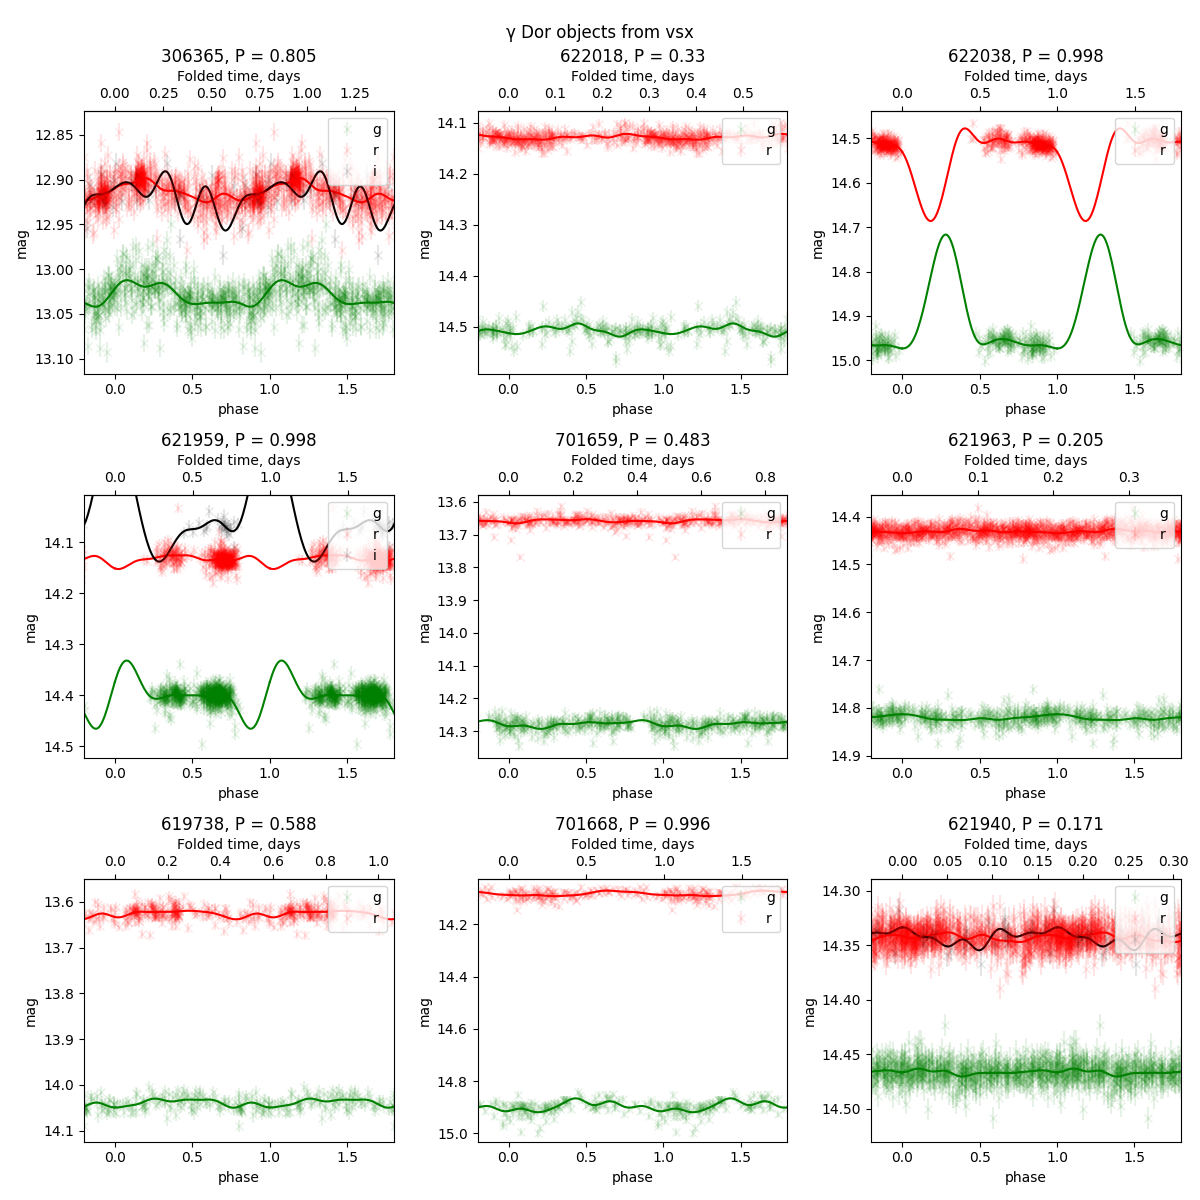 γ Dor objects from vsx
306365, P = 0.805
Folded time, days
0.00 0.25 0.50 0.75 1.00 1.25
12.85
12.90
12.95
13.00
13.05
13.10
mag
g
r
i
0.0 0.5 1.0 1.5
phase
622018, P = 0.33
Folded time, days
0.0 0.1 0.2 0.3 0.4 0.5
14.1
14.2
14.3
14.4
14.5
mag
g
r
0.0 0.5 1.0 1.5
phase
622038, P = 0.998
Folded time, days
0.0 0.5 1.0 1.5
14.5
14.6
14.7
14.8
14.9
15.0
mag
g
r
0.0 0.5 1.0 1.5
phase
621959, P = 0.998
Folded time, days
0.0 0.5 1.0 1.5
14.1
14.2
14.3
14.4
14.5
mag
g
r
i
0.0 0.5 1.0 1.5
phase
701659, P = 0.483
Folded time, days
0.0 0.2 0.4 0.6 0.8
13.6
13.7
13.8
13.9
14.0
14.1
14.2
14.3
mag
g
r
0.0 0.5 1.0 1.5
phase
621963, P = 0.205
Folded time, days
0.0 0.1 0.2 0.3
14.4
14.5
14.6
14.7
14.8
14.9
mag
g
r
0.0 0.5 1.0 1.5
phase
619738, P = 0.588
Folded time, days
0.0 0.2 0.4 0.6 0.8 1.0
13.6
13.7
13.8
13.9
14.0
14.1
mag
g
r
0.0 0.5 1.0 1.5
phase
701668, P = 0.996
Folded time, days
0.0 0.5 1.0 1.5
14.2
14.4
14.6
14.8
15.0
mag
g
r
0.0 0.5 1.0 1.5
phase
621940, P = 0.171
Folded time, days
0.00 0.05 0.10 0.15 0.20 0.25 0.30
14.30
14.35
14.40
14.45
14.50
mag
g
r
i
0.0 0.5 1.0 1.5
phase